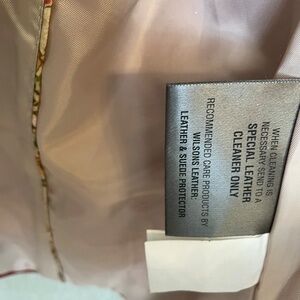 WHEN CLEANING IS
NECESSARY SEND TO A
SPECIAL LEATHER
CLEANER ONLY
RECOMMENDED CARE PRODUCTS BY
WILSONS LEATHER:
LEATHER & SUEDE PROTECTOR